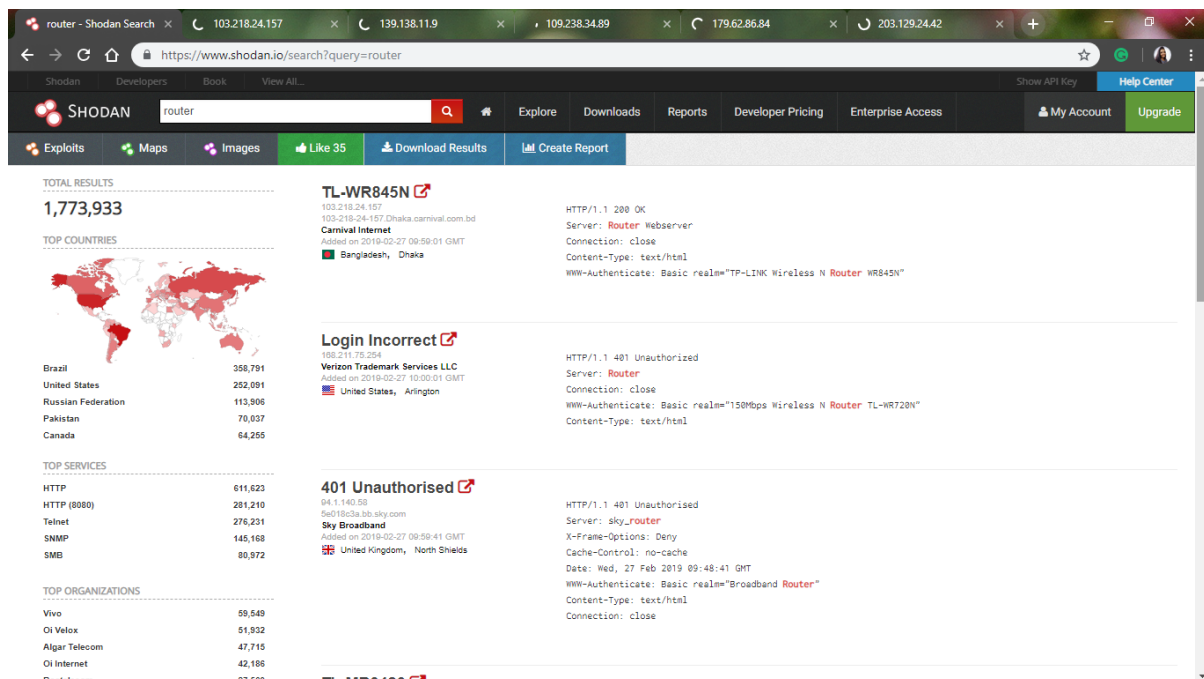 router - Shodan Search
103.218.24.157
139.138.11.9
109.238.34.89
179.62.86.84
203.129.24.42
https://www.shodan.io/search?query=router
Shodan Developers Book View All...
Show API Key Help Center
SHODAN router Explore Downloads Reports Developer Pricing Enterprise Access My Account Upgrade
Exploits Maps Images Like 35 Download Results Create Report
TOTAL RESULTS
1,773,933
TOP COUNTRIES
Brazil 358,791
United States 252,091
Russian Federation 113,906
Pakistan 70,037
Canada 64,255
TOP SERVICES
HTTP 611,623
HTTP (8080) 281,210
Telnet 276,231
SNMP 145,168
SMB 80,972
TOP ORGANIZATIONS
Vivo 59,549
Oi Velox 51,932
Algar Telecom 47,715
Oi Internet 42,186
TL-WR845N
103.218.24.157
103-218-24-157.Dhaka.carnival.com.bd
Carnival Internet
Added on 2019-02-27 09:59:01 GMT
Bangladesh, Dhaka
HTTP/1.1 200 OK
Server: Router Webserver
Connection: close
Content-Type: text/html
WWW-Authenticate: Basic realm="TP-LINK Wireless N Router WR845N"
Login Incorrect
168.211.75.254
Verizon Trademark Services LLC
Added on 2019-02-27 10:00:01 GMT
United States, Arlington
HTTP/1.1 401 Unauthorized
Server: Router
Connection: close
WWW-Authenticate: Basic realm="150Mbps Wireless N Router TL-WR720N"
Content-Type: text/html
401 Unauthorised
94.1.140.58
5e018c3a.bb.sky.com
Sky Broadband
Added on 2019-02-27 09:59:41 GMT
United Kingdom, North Shields
HTTP/1.1 401 Unauthorised
Server: sky_router
X-Frame-Options: Deny
Cache-Control: no-cache
Date: Wed, 27 Feb 2019 09:48:41 GMT
WWW-Authenticate: Basic realm="Broadband Router"
Content-Type: text/html
Connection: close